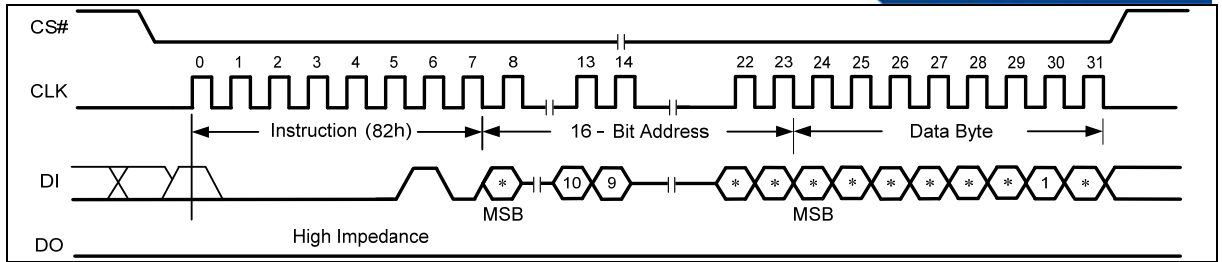 CS#
0 1 2 3 4 5 6 7 8 13 14 22 23 24 25 26 27 28 29 30 31
CLK
Instruction (82h) 16 - Bit Address Data Byte
DI * 10 9 * * * * * * * * 1 *
MSB MSB
High Impedance
DO